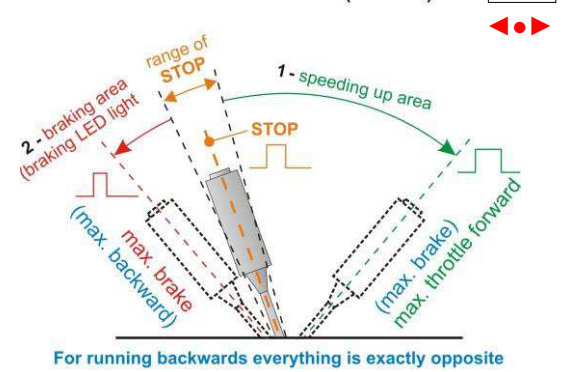 range of
STOP
1 - speeding up area
2 - braking area
(braking LED light
STOP
(max. backward)
max. brake
(max. brake)
max. throttle forward
For running backwards everything is exactly opposite